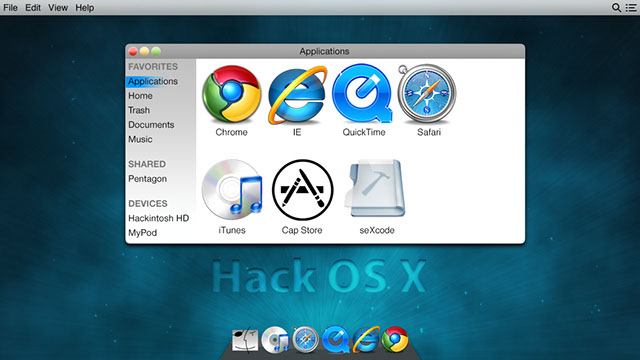 File Edit View Help
Applications
FAVORITES
Applications
Home
Trash
Documents
Music
SHARED
Pentagon
DEVICES
Hackintosh HD
MyPod
Chrome IE QuickTime Safari
iTunes Cap Store seXcode
Hack OS X